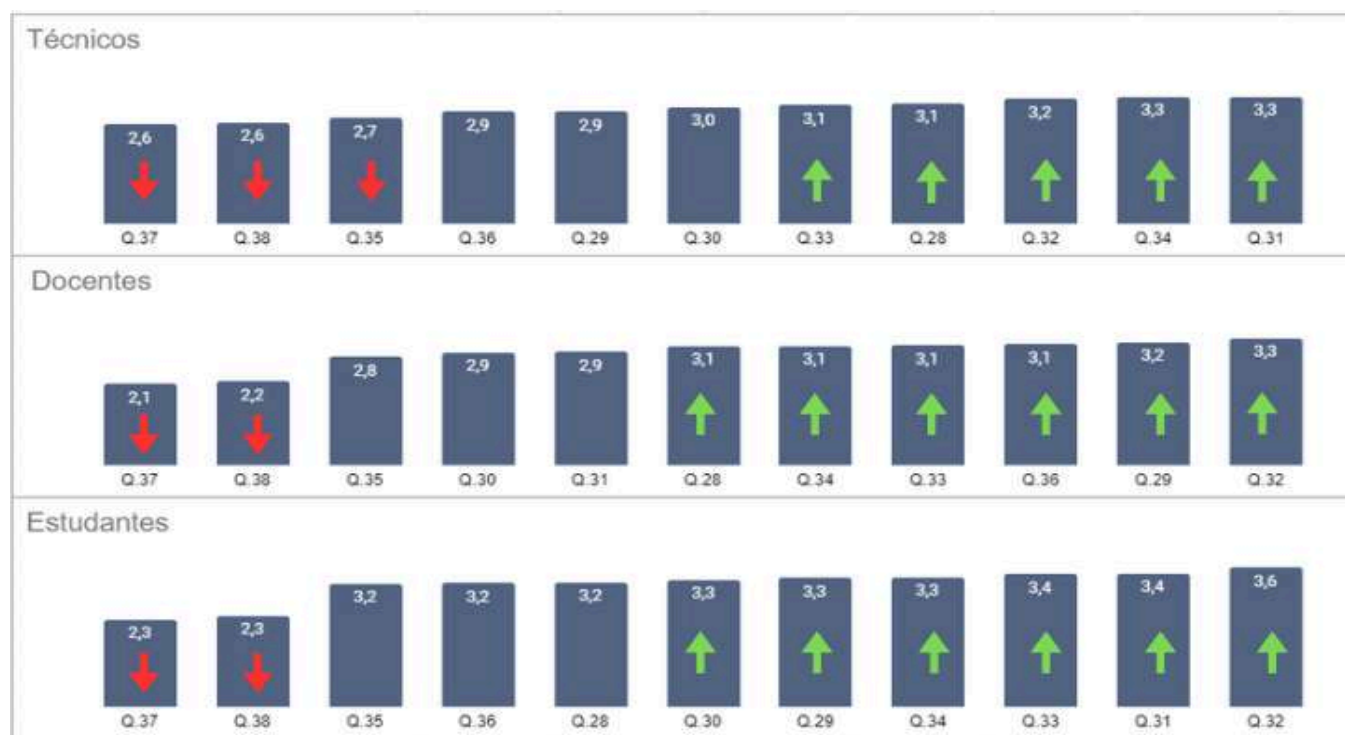 Técnicos
2,6 2,6 2,7 2,9 2,9 3,0 3,1 3,1 3,2 3,3 3,3
Q.37 Q.38 Q.35 Q.36 Q.29 Q.30 Q.33 Q.28 Q.32 Q.34 Q.31
Docentes
2,1 2,2 2,8 2,9 2,9 3,1 3,1 3,1 3,1 3,2 3,3
Q.37 Q.38 Q.35 Q.30 Q.31 Q.28 Q.34 Q.33 Q.36 Q.29 Q.32
Estudantes
2,3 2,3 3,2 3,2 3,2 3,3 3,3 3,3 3,4 3,4 3,6
Q.37 Q.38 Q.35 Q.36 Q.28 Q.30 Q.29 Q.34 Q.33 Q.31 Q.32